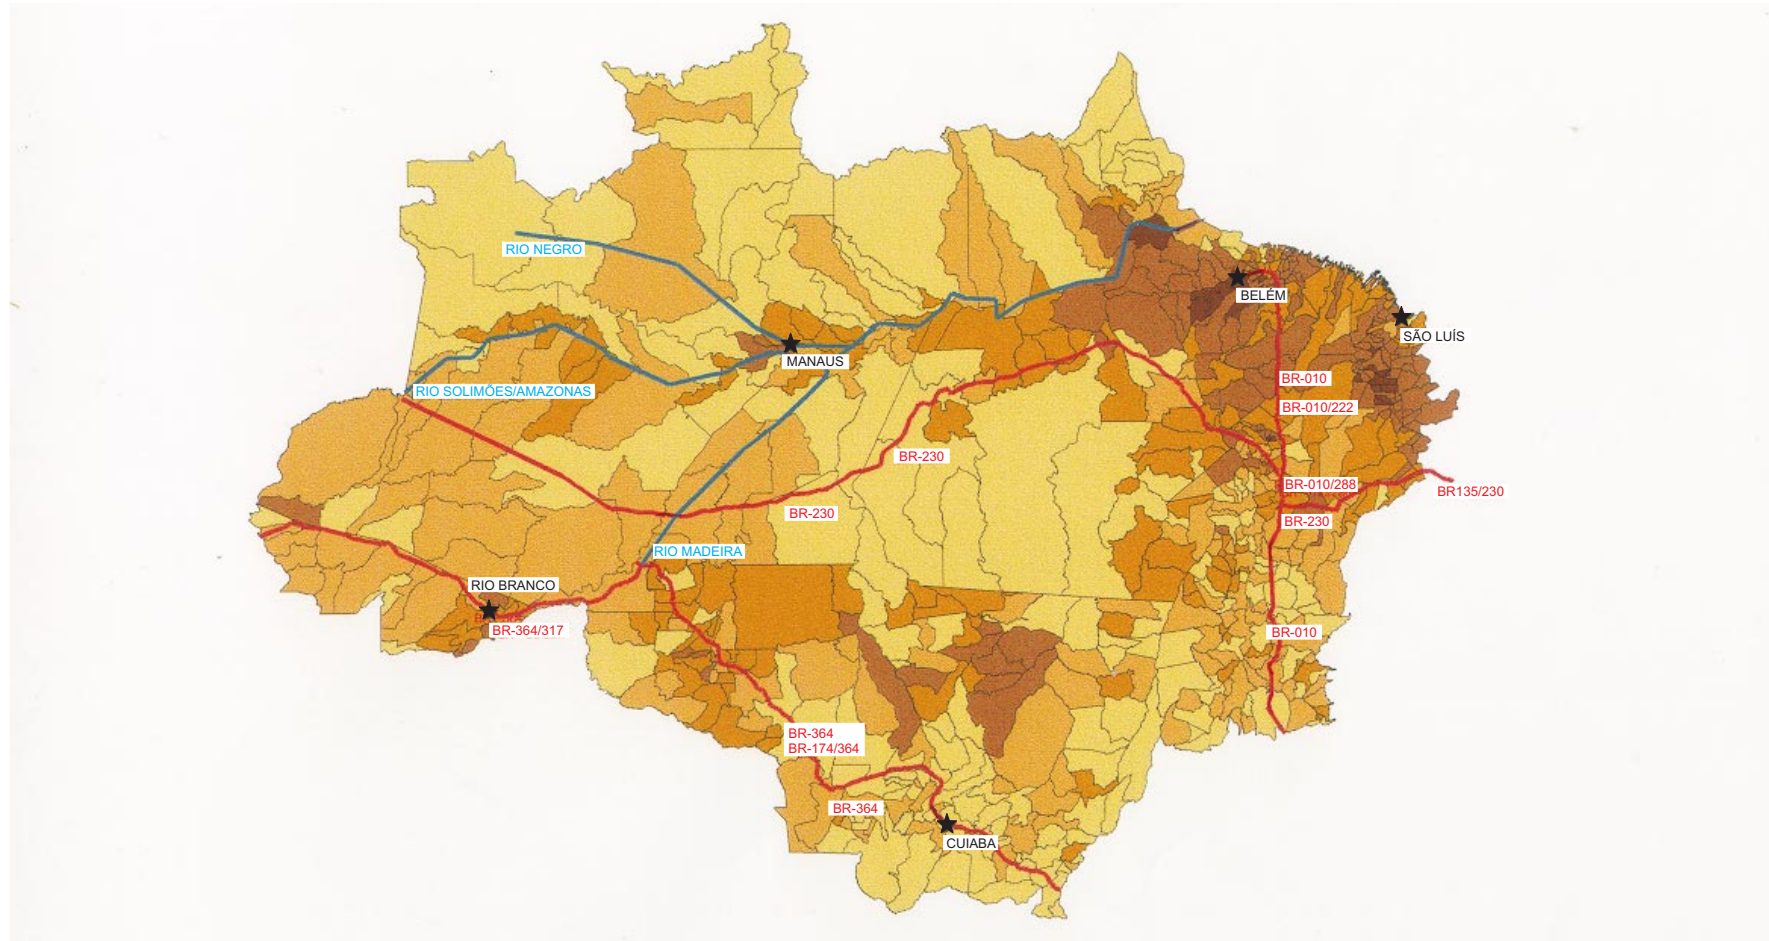 RIO NEGRO
BELÉM
SÃO LUÍS
MANAUS
BR-010
RIO SOLIMÕES/AMAZONAS
BR-010/222
BR-230
BR-010/288
BR135/230
BR-230
BR-230
RIO MADEIRA
RIO BRANCO
BR-364/317
BR-010
BR-364
BR-174/364
BR-364
CUIABA